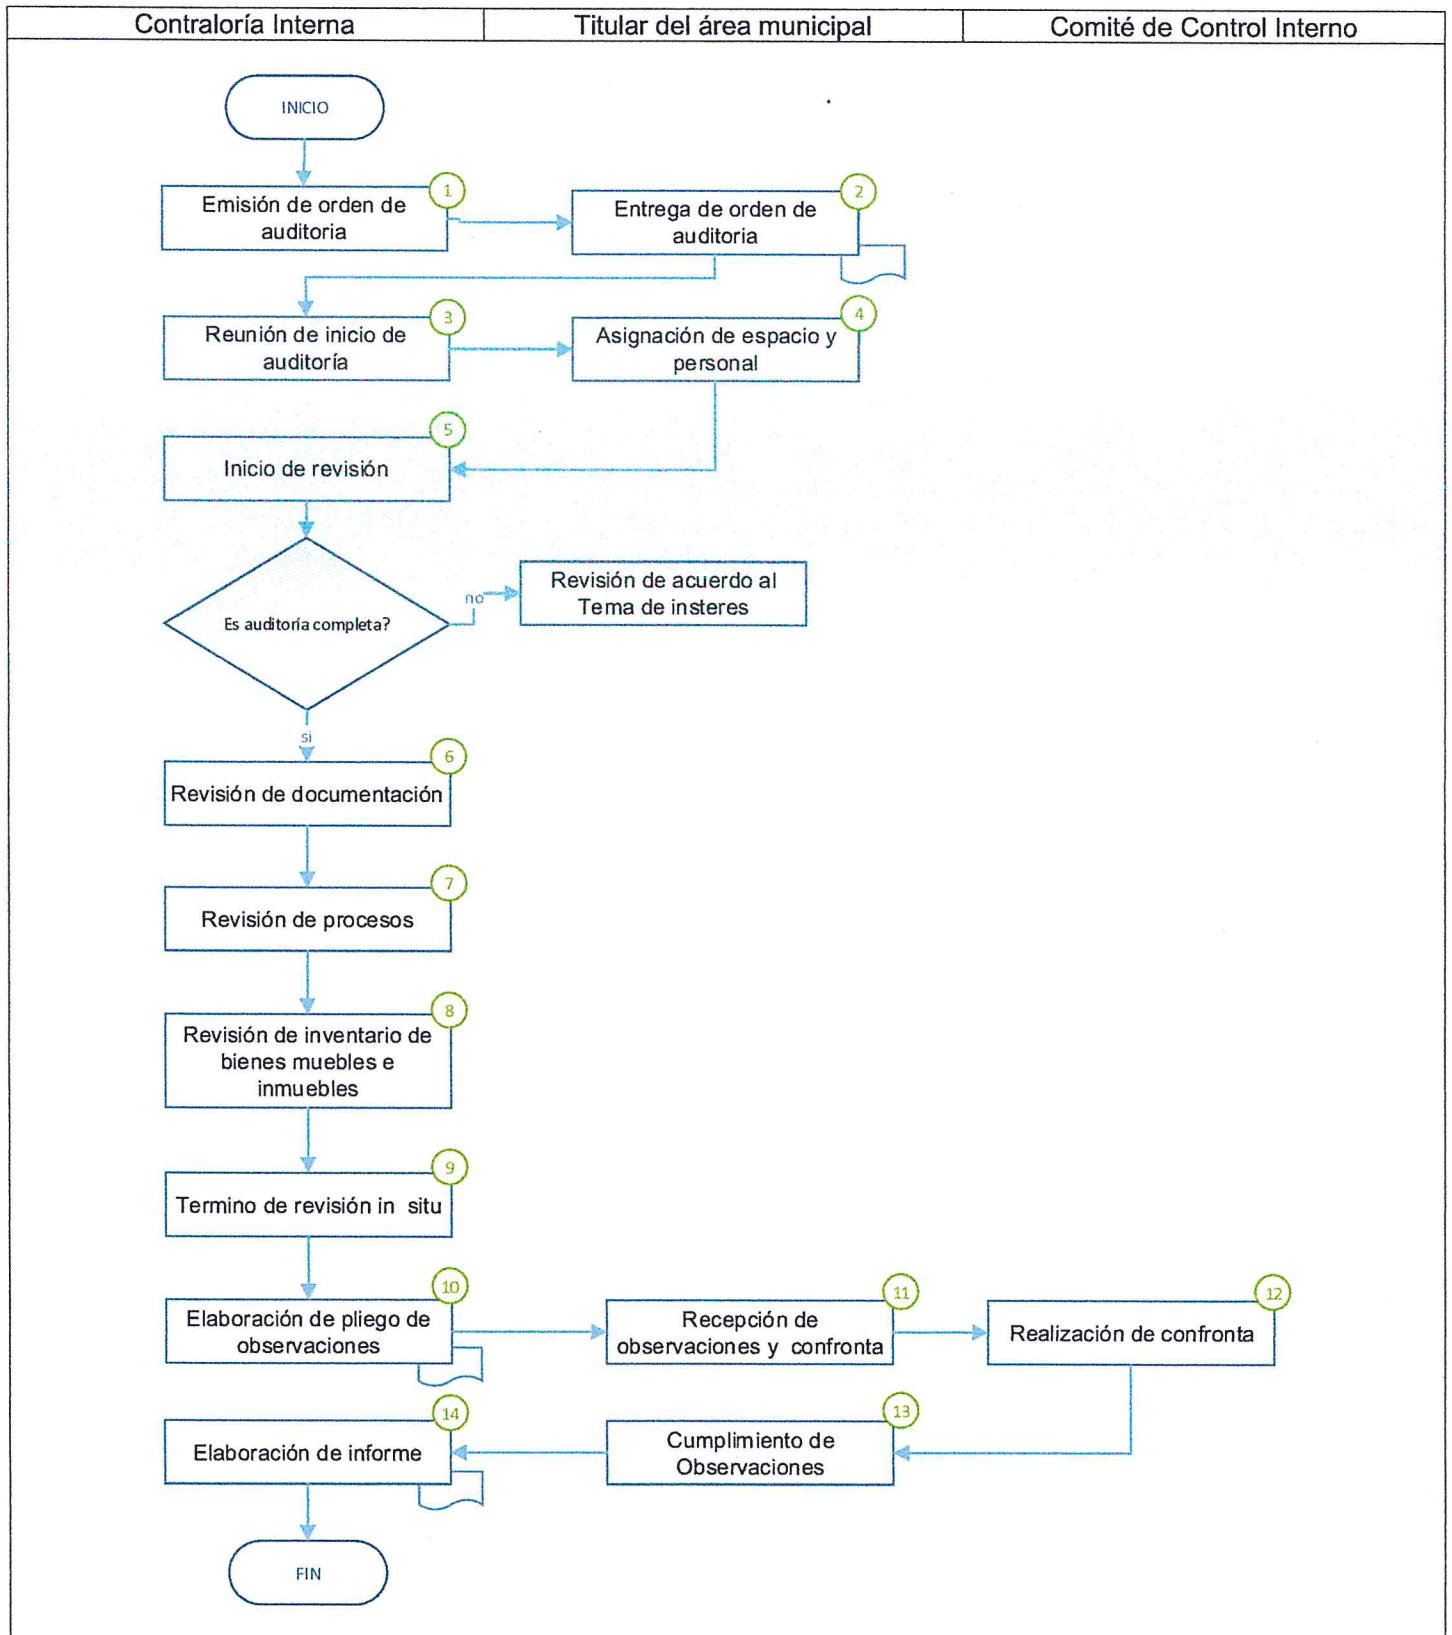 Contraloría Interna
Titular del área municipal
Comité de Control Interno
INICIO
1
Emisión de orden de
auditoria
2
Entrega de orden de
auditoria
3
Reunión de inicio de
auditoría
4
Asignación de espacio y
personal
5
Inicio de revisión
Es auditoría completa?
no
Revisión de acuerdo al
Tema de insteres
si
6
Revisión de documentación
7
Revisión de procesos
8
Revisión de inventario de
bienes muebles e
inmuebles
9
Termino de revisión in situ
10
Elaboración de pliego de
observaciones
11
Recepción de
observaciones y confronta
12
Realización de confronta
13
Cumplimiento de
Observaciones
14
Elaboración de informe
FIN